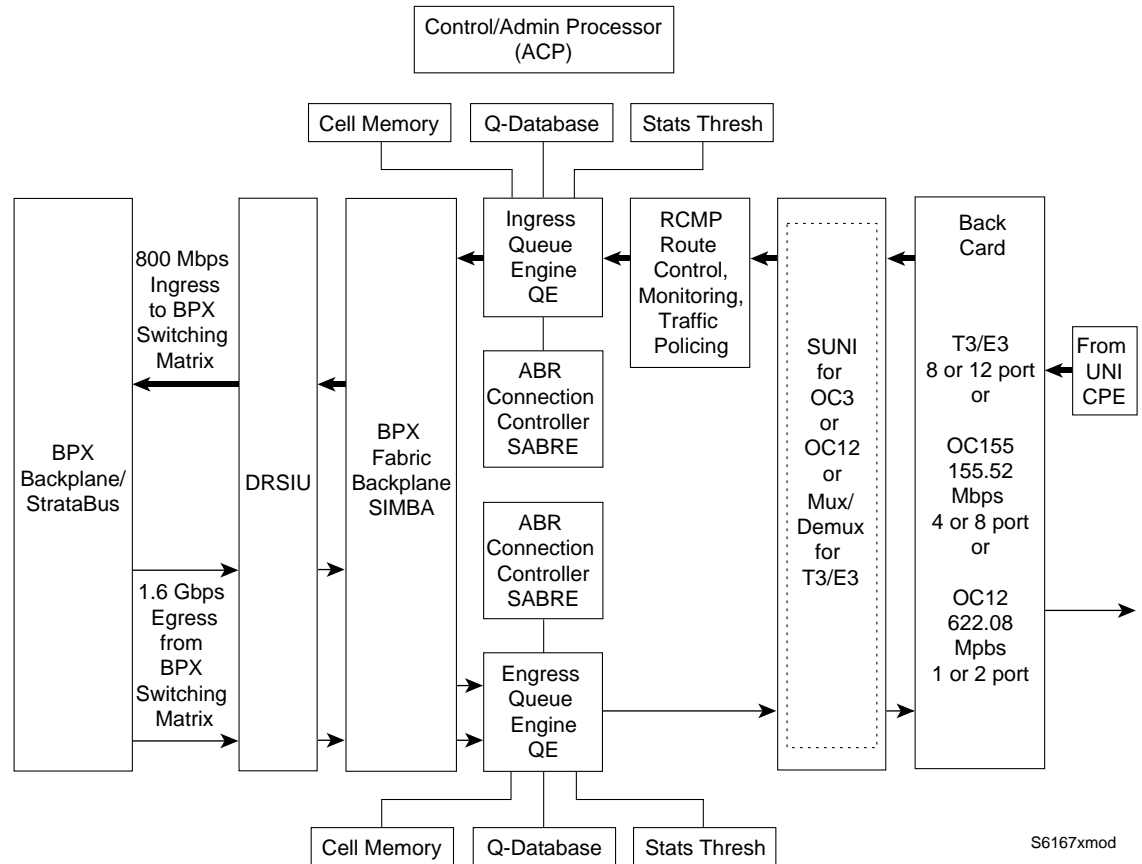 Control/Admin Processor
(ACP)
Cell Memory
Q-Database
Stats Thresh
BPX
Backplane/
StrataBus
800 Mbps
Ingress
to BPX
Switching
Matrix
1.6 Gbps
Egress
from
BPX
Switching
Matrix
DRSIU
BPX
Fabric
Backplane
SIMBA
Ingress
Queue
Engine
QE
ABR
Connection
Controller
SABRE
ABR
Connection
Controller
SABRE
Engress
Queue
Engine
QE
RCMP
Route
Control,
Monitoring,
Traffic
Policing
SUNI
for
OC3
or
OC12
or
Mux/
Demux
for
T3/E3
Back
Card
T3/E3
8 or 12 port
or
OC155
155.52
Mbps
4 or 8 port
or
OC12
622.08
Mpbs
1 or 2 port
From
UNI
CPE
Cell Memory
Q-Database
Stats Thresh
S6167xmod